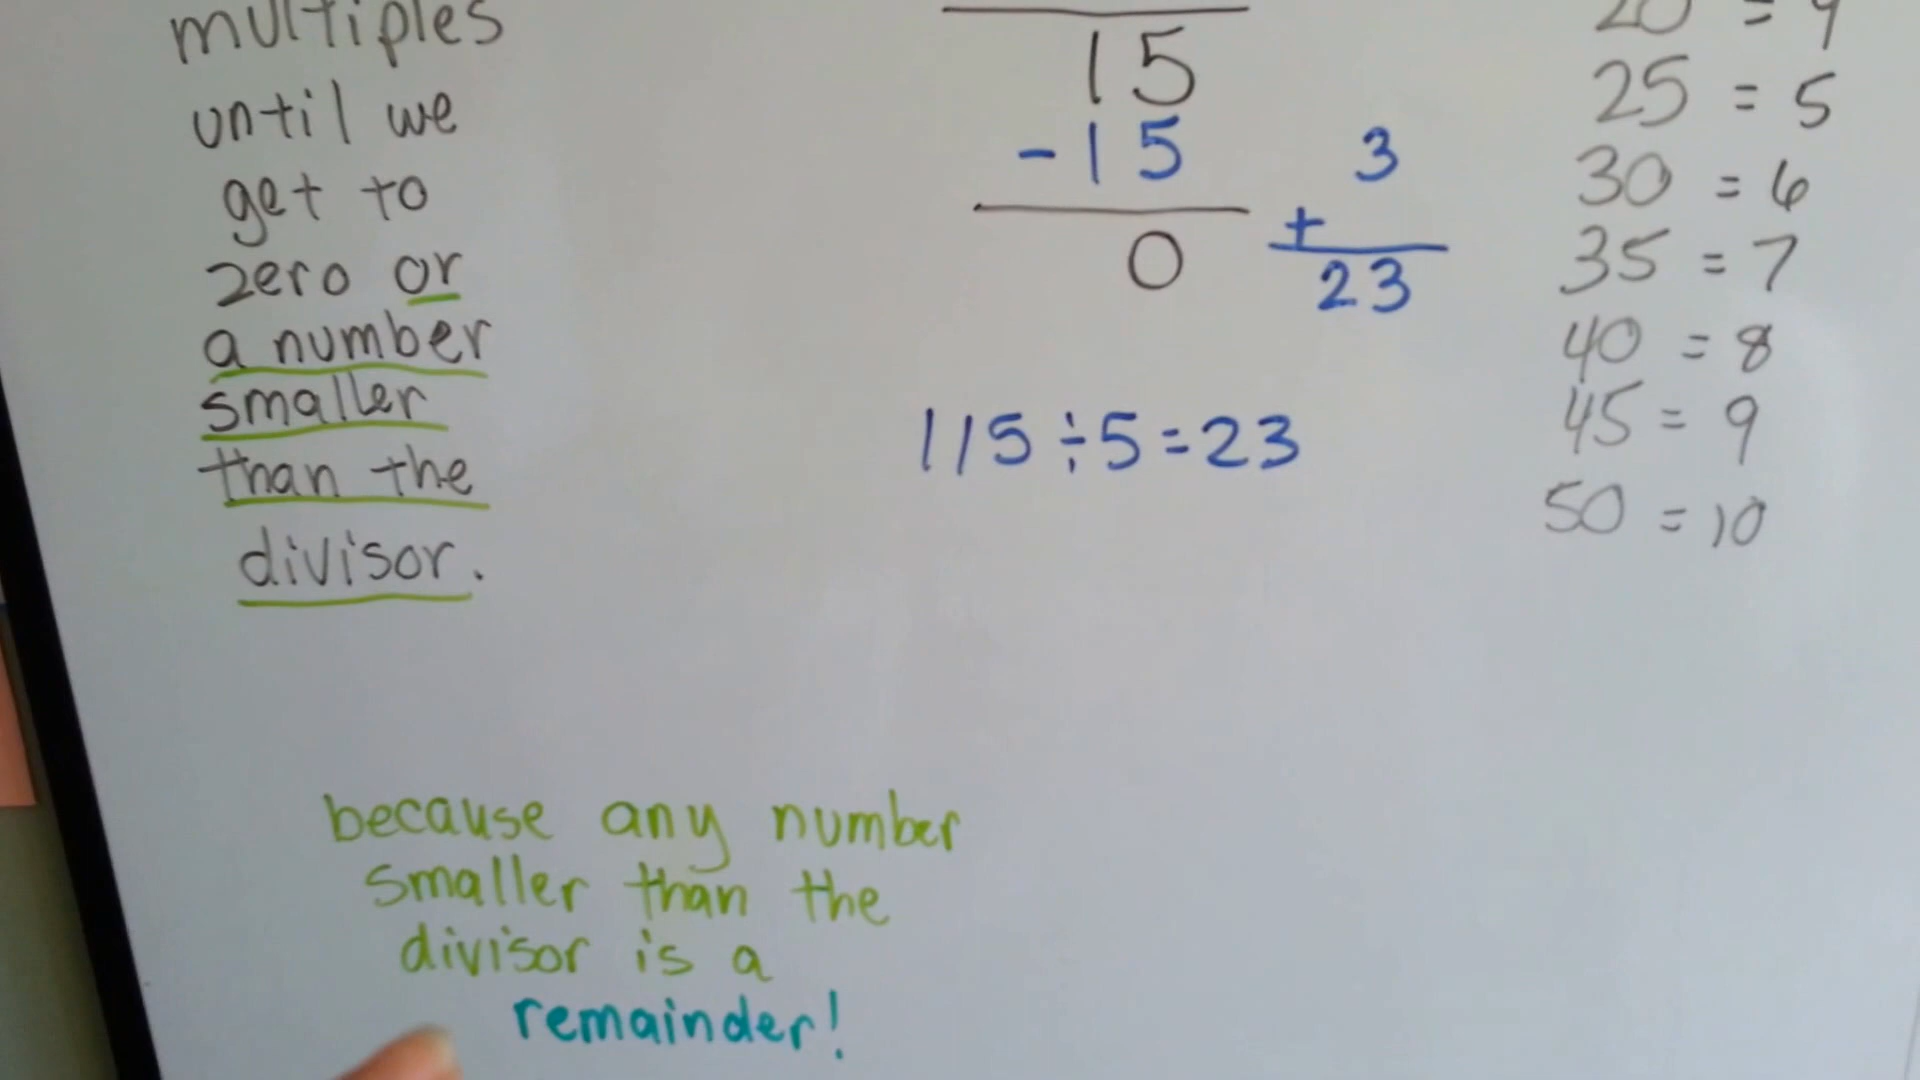 multiples
until we
get to
zero or
a number
smaller
than the
divisor.
15
-15 3
+
0 23
115 ÷ 5 = 23
20 = 4
25 = 5
30 = 6
35 = 7
40 = 8
45 = 9
50 = 10
because any number
smaller than the
divisor is a
remainder!